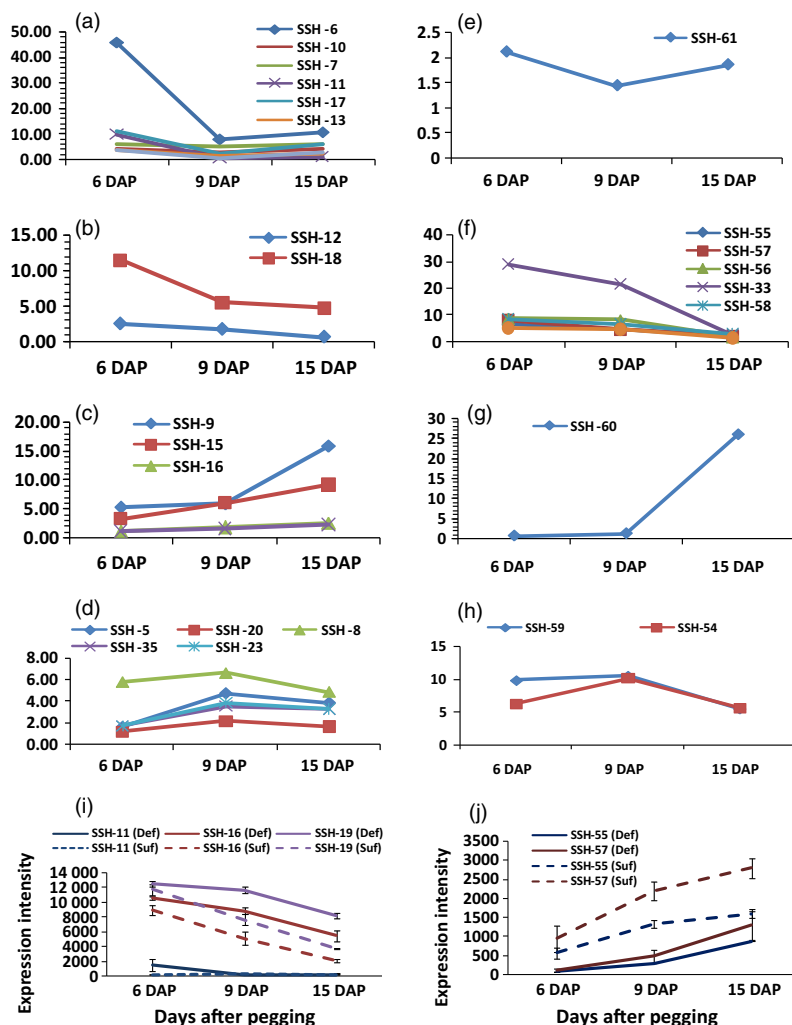 (a)
SSH -6
SSH -10
SSH -7
SSH -11
SSH -17
SSH -13
50.00
40.00
30.00
20.00
10.00
0.00
6 DAP 9 DAP 15 DAP
(e)
SSH-61
2.5
2
1.5
1
0.5
0
6 DAP 9 DAP 15 DAP
(b)
SSH-12
SSH-18
15.00
10.00
5.00
0.00
6 DAP 9 DAP 15 DAP
(f)
SSH-55
SSH-57
SSH-56
SSH-33
SSH-58
40
30
20
10
0
6 DAP 9 DAP 15 DAP
(c)
SSH-9
SSH-15
SSH-16
20.00
15.00
10.00
5.00
0.00
6 DAP 9 DAP 15 DAP
(g)
SSH -60
30
25
20
15
10
5
0
6 DAP 9 DAP 15 DAP
(d)
SSH -5 SSH -20 SSH -8
SSH -35 SSH -23
8.00
6.00
4.00
2.00
0.00
6 DAP 9 DAP 15 DAP
(h)
SSH-59 SSH-54
15
10
5
0
6 DAP 9 DAP 15 DAP
(i)
SSH-11 (Def) SSH-16 (Def) SSH-19 (Def)
SSH-11 (Suf) SSH-16 (Suf) SSH-19 (Suf)
Expression intensity
14 000
12 000
10 000
8000
6000
4000
2000
0
6 DAP 9 DAP 15 DAP
Days after pegging
(j)
SSH-55 (Def)
SSH-57 (Def)
SSH-55 (Suf)
SSH-57 (Suf)
Expression intensity
3500
3000
2500
2000
1500
1000
500
0
6 DAP 9 DAP 15 DAP
Days after pegging